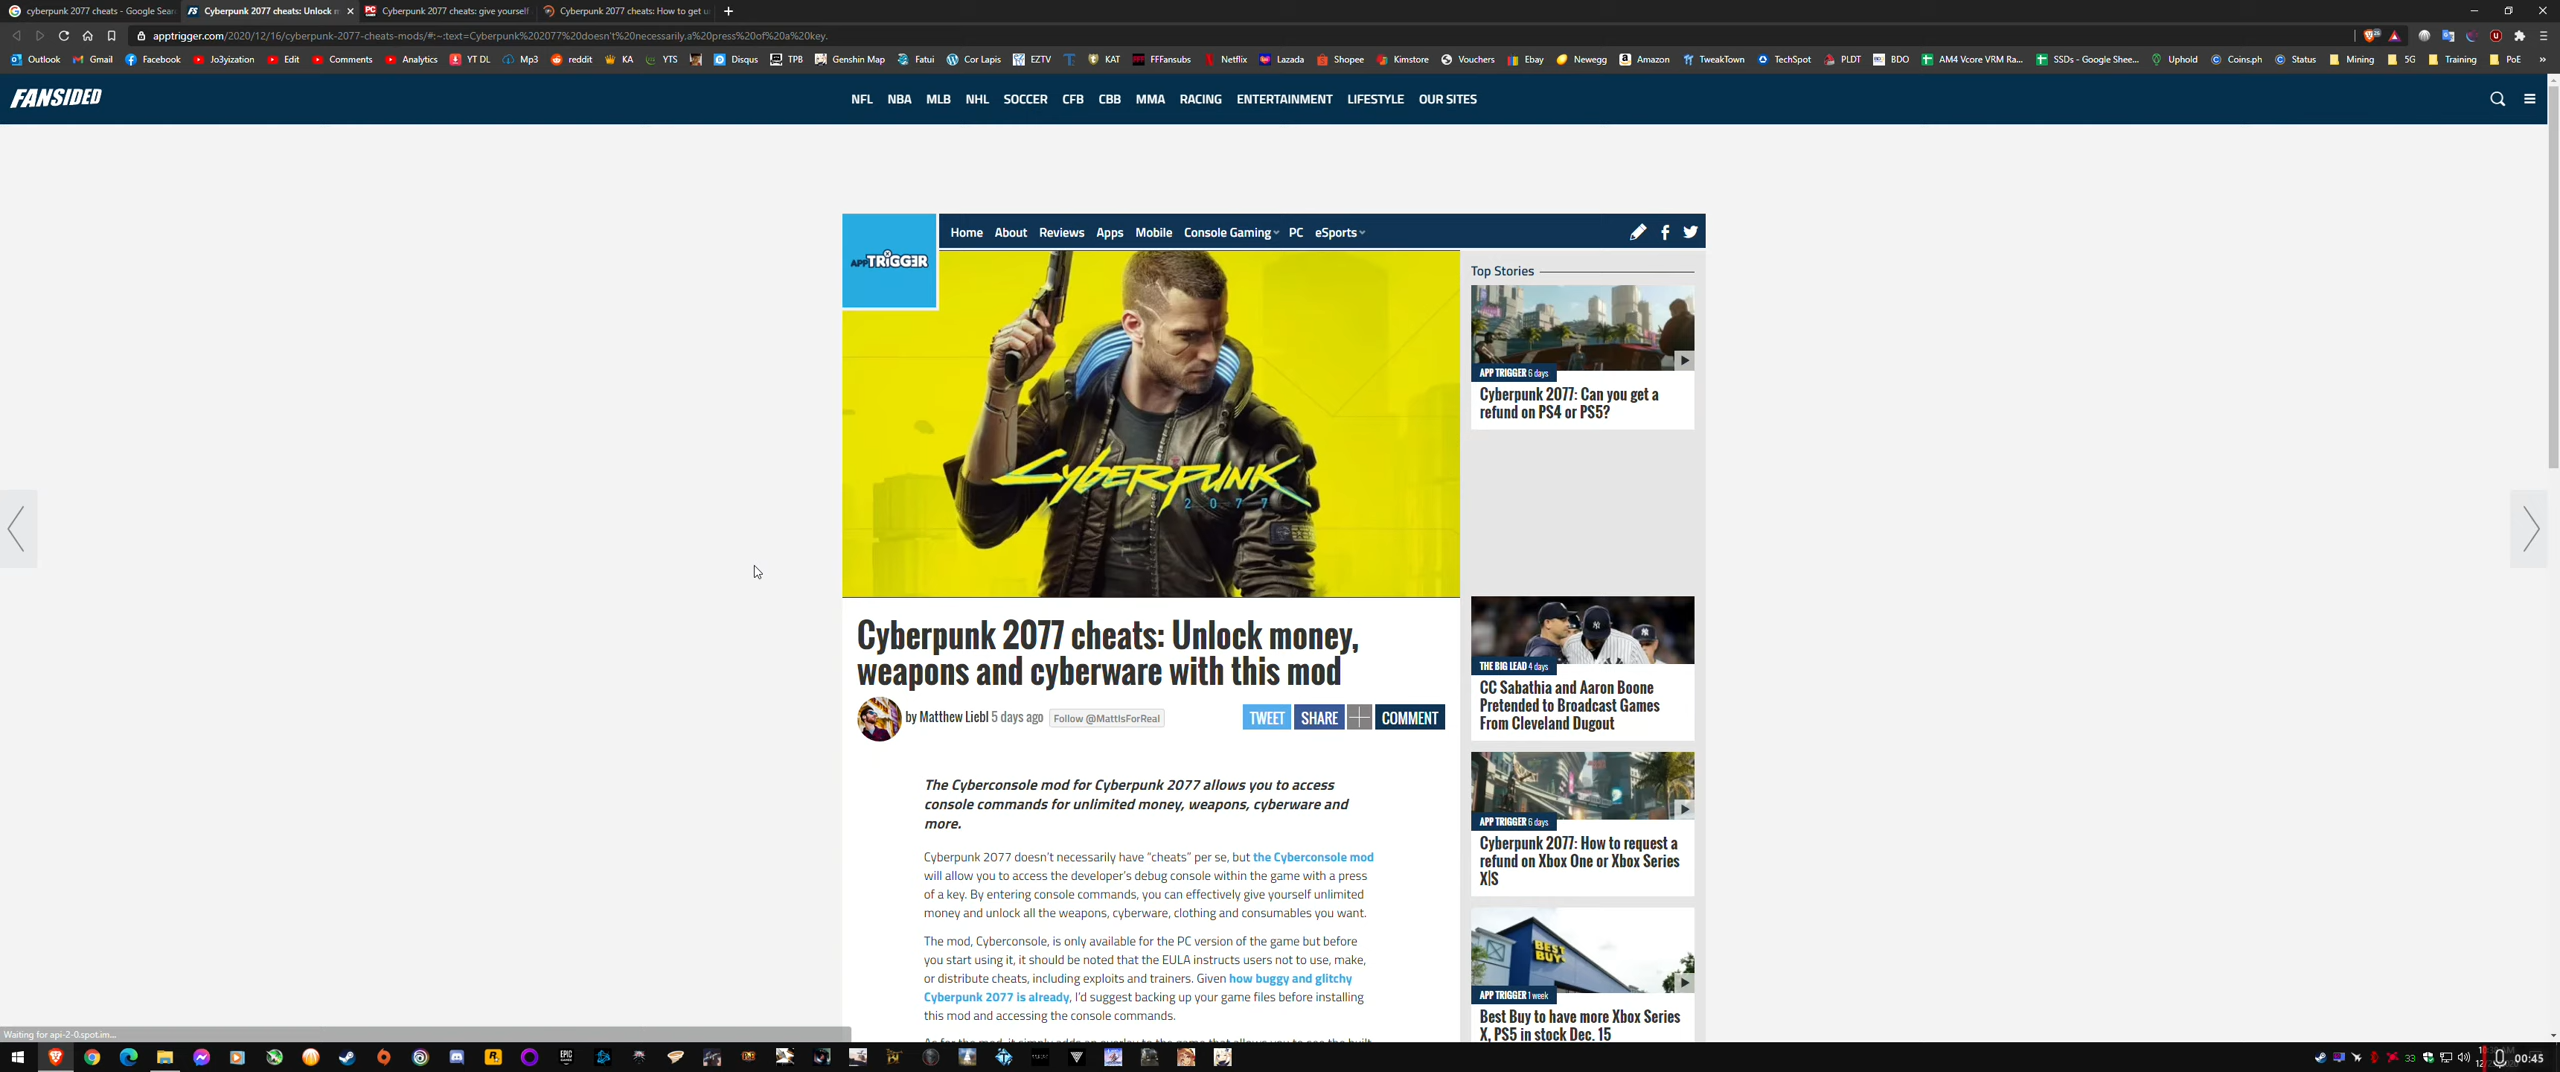 cyberpunk 2077 cheats - Google Sear
Cyberpunk 2077 cheats: Unlock m
Cyberpunk 2077 cheats: give yourself
Cyberpunk 2077 cheats: How to get u
apptrigger.com/2020/12/16/cyberpunk-2077-cheats-mods/#:~:text=Cyberpunk%202077%20doesn't%20necessarily,a%20press%20of%20a%20key.
Outlook Gmail Facebook Jo3yization Edit Comments Analytics YT DL Mp3 reddit KA YTS Disqus TPB Genshin Map Fatui Cor Lapis EZTV KAT FFFansubs Netflix Lazada Shopee Kimstore Vouchers Ebay Newegg Amazon TweakTown TechSpot PLDT BDO AM4 Vcore VRM Ra... SSDs - Google Shee... Uphold Coins.ph Status Mining 5G Training PoE
FANSIDED
NFL NBA MLB NHL SOCCER CFB CBB MMA RACING ENTERTAINMENT LIFESTYLE OUR SITES
APP TRIGGER
Home About Reviews Apps Mobile Console Gaming PC eSports
CYBERPUNK
2077
Cyberpunk 2077 cheats: Unlock money,
weapons and cyberware with this mod
by Matthew Liebl 5 days ago Follow @MattIsForReal
TWEET SHARE COMMENT
The Cyberconsole mod for Cyberpunk 2077 allows you to access
console commands for unlimited money, weapons, cyberware and
more.
Cyberpunk 2077 doesn't necessarily have "cheats" per se, but the Cyberconsole mod
will allow you to access the developer's debug console within the game with a press
of a key. By entering console commands, you can effectively give yourself unlimited
money and unlock all the weapons, cyberware, clothing and consumables you want.
The mod, Cyberconsole, is only available for the PC version of the game but before
you start using it, it should be noted that the EULA instructs users not to use, make,
or distribute cheats, including exploits and trainers. Given how buggy and glitchy
Cyberpunk 2077 is already, I'd suggest backing up your game files before installing
this mod and accessing the console commands.
Top Stories
APP TRIGGER 6 days
Cyberpunk 2077: Can you get a
refund on PS4 or PS5?
THE BIG LEAD 4 days
CC Sabathia and Aaron Boone
Pretended to Broadcast Games
From Cleveland Dugout
APP TRIGGER 6 days
Cyberpunk 2077: How to request a
refund on Xbox One or Xbox Series
X|S
BEST BUY
APP TRIGGER 1 week
Best Buy to have more Xbox Series
X, PS5 in stock Dec. 15
Waiting for api-2-0.spot.im...
EPIC
33
00:45